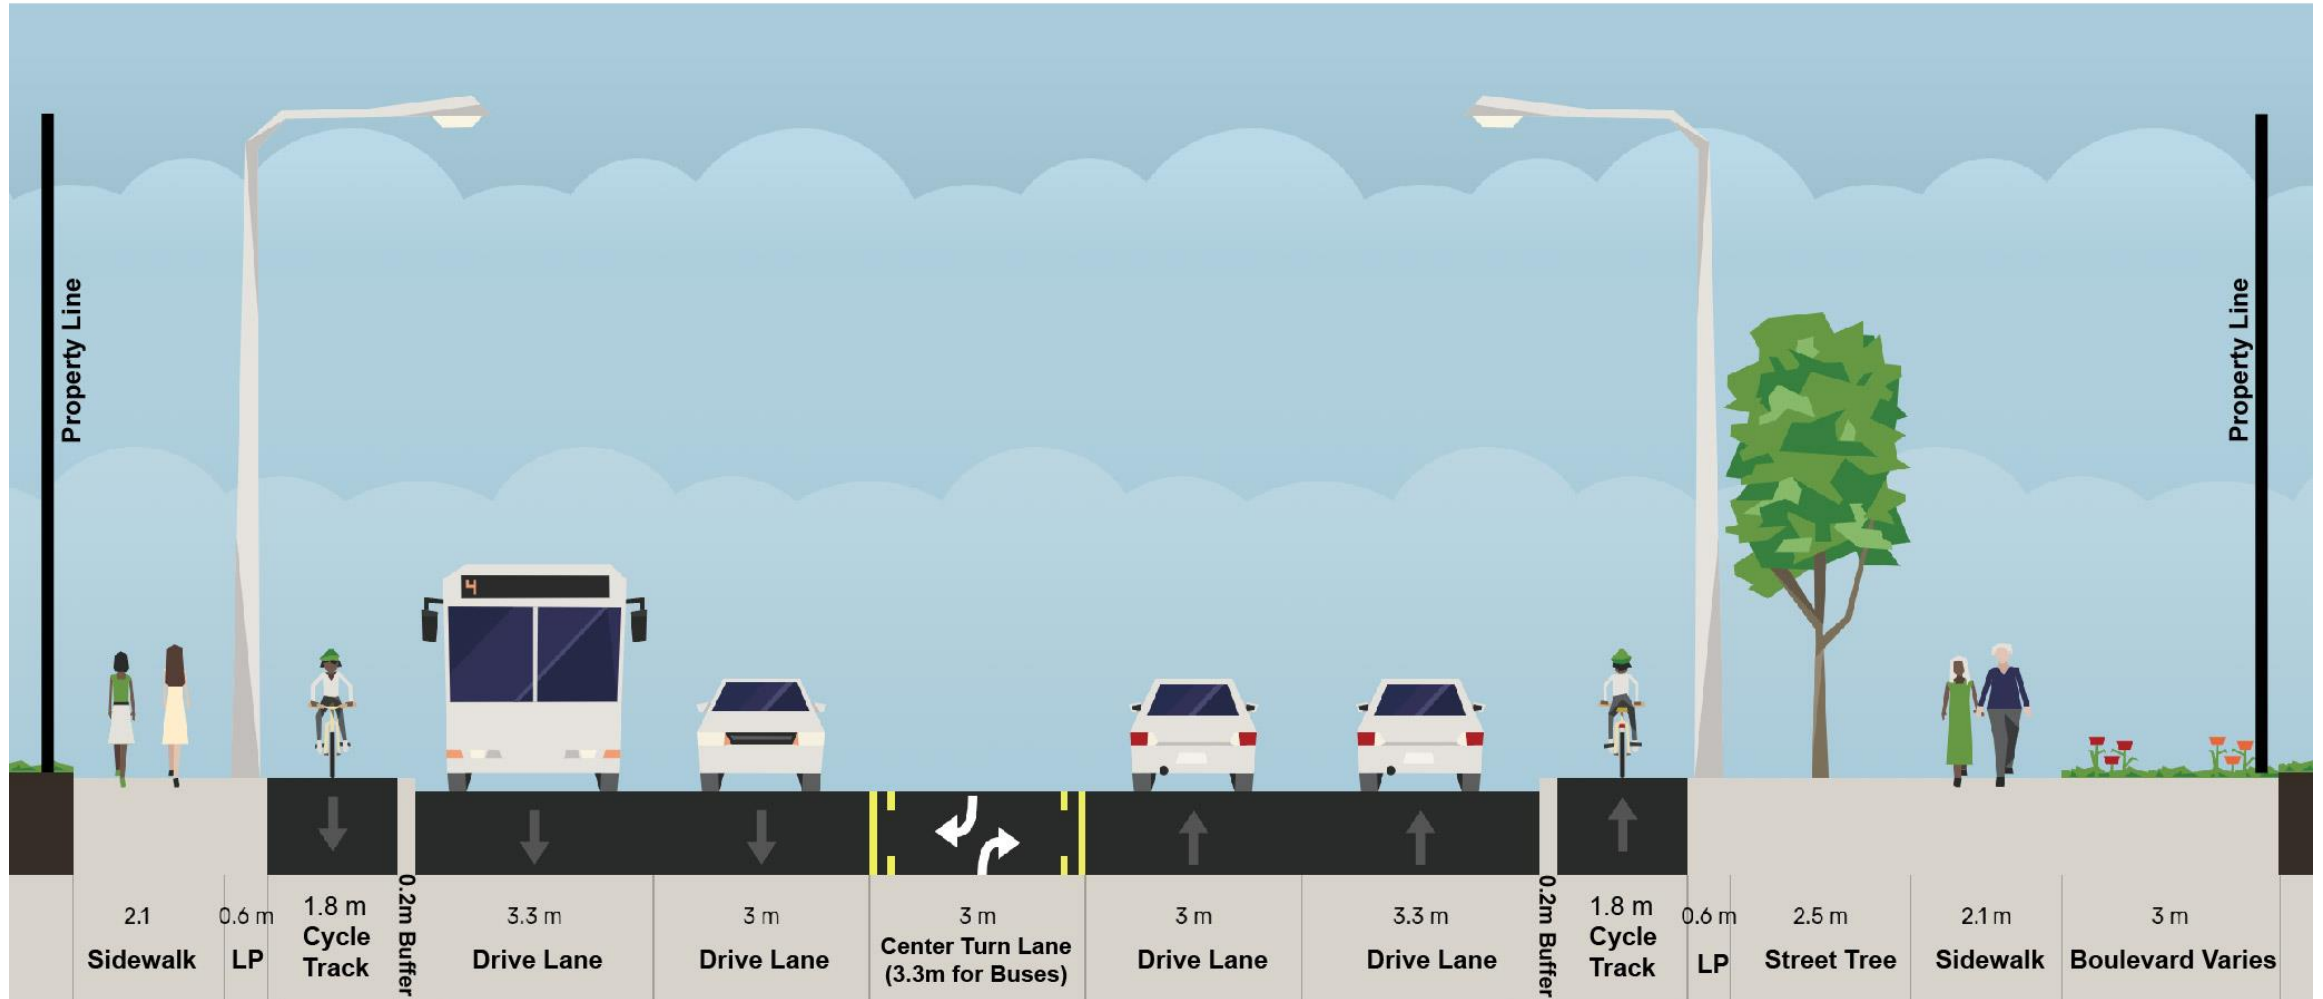 Property Line
Property Line
4
2.1
Sidewalk
0.6 m
LP
1.8 m
Cycle
Track
0.2m Buffer
3.3 m
Drive Lane
3 m
Drive Lane
3 m
Center Turn Lane
(3.3m for Buses)
3 m
Drive Lane
3.3 m
Drive Lane
0.2m Buffer
1.8 m
Cycle
Track
0.6 m
LP
2.5 m
Street Tree
2.1 m
Sidewalk
3 m
Boulevard Varies